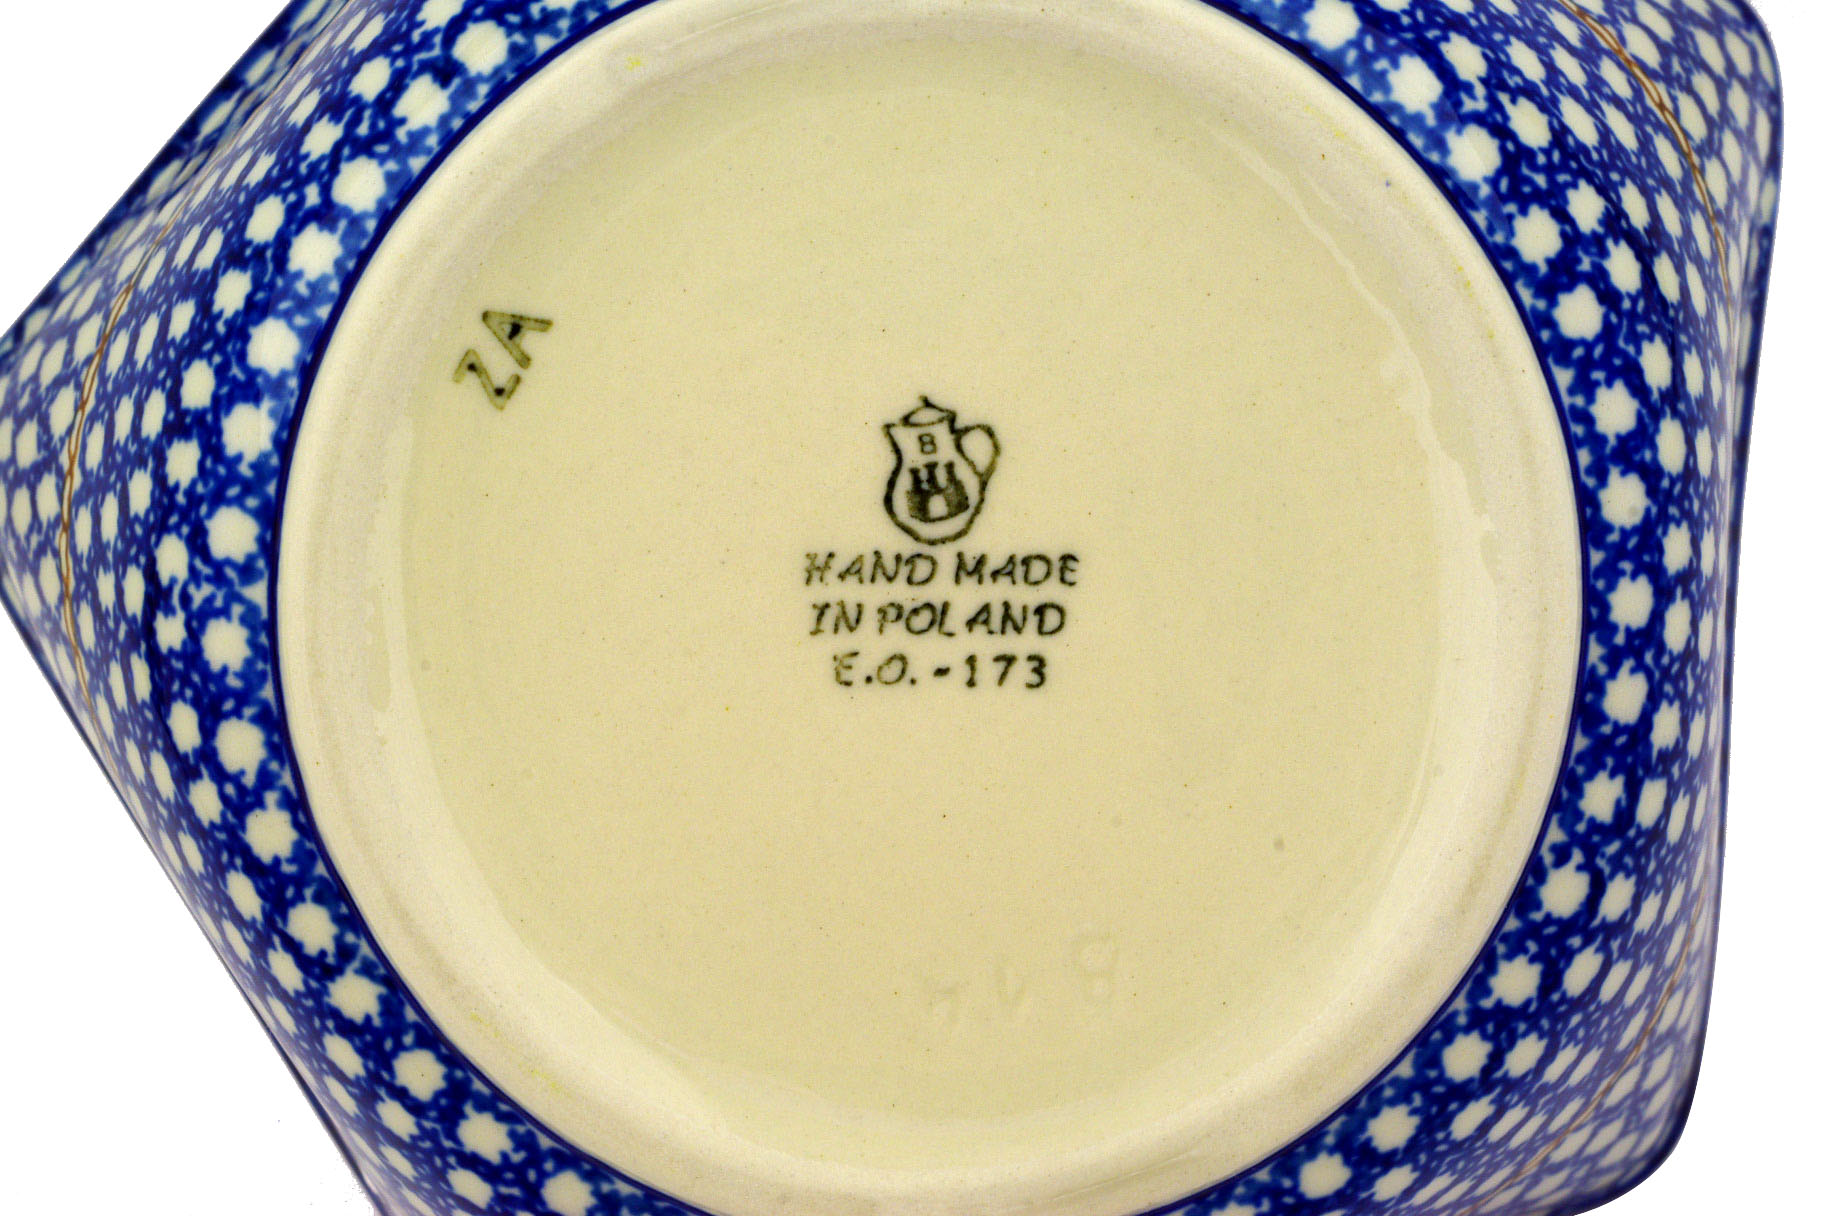 ZA
B
HAND MADE
IN POLAND
E.O.-173